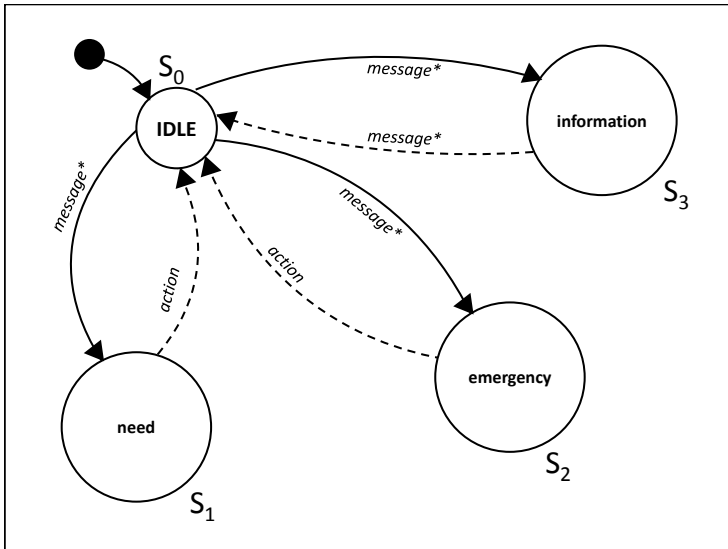 S0
IDLE
message*
information
message*
S3
message*
message*
action
action
emergency
S2
need
S1